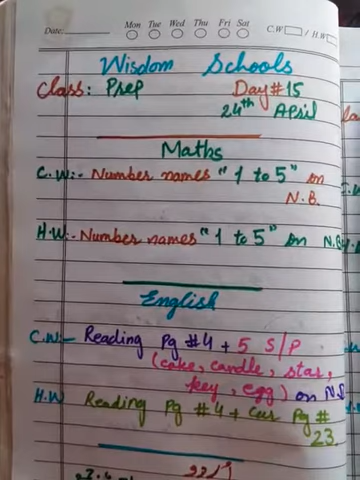 Date: Mon Tue Wed Thu Fri Sat C.W / H.W
Wisdom Schools
Class: Prep Day#15
24th April
Maths
C.W:- Number names "1 to 5" on
N.B.
H.W:- Number names "1 to 5" on N.B
English
C.W:- Reading Pg #4 + 5 S/P
(cake, candle, star,
key, egg) on N.B
H.W Reading Pg #4 + Cur Pg #
23.